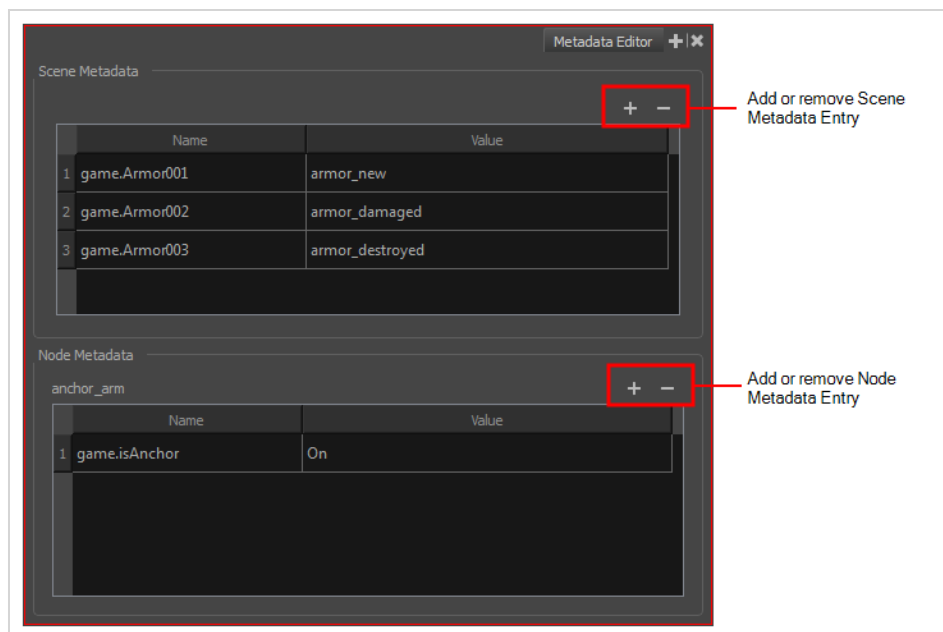 Metadata Editor
Scene Metadata
Add or remove Scene
Metadata Entry
Name Value
1 game.Armor001 armor_new
2 game.Armor002 armor_damaged
3 game.Armor003 armor_destroyed
Node Metadata
anchor_arm
Add or remove Node
Metadata Entry
Name Value
1 game.isAnchor On